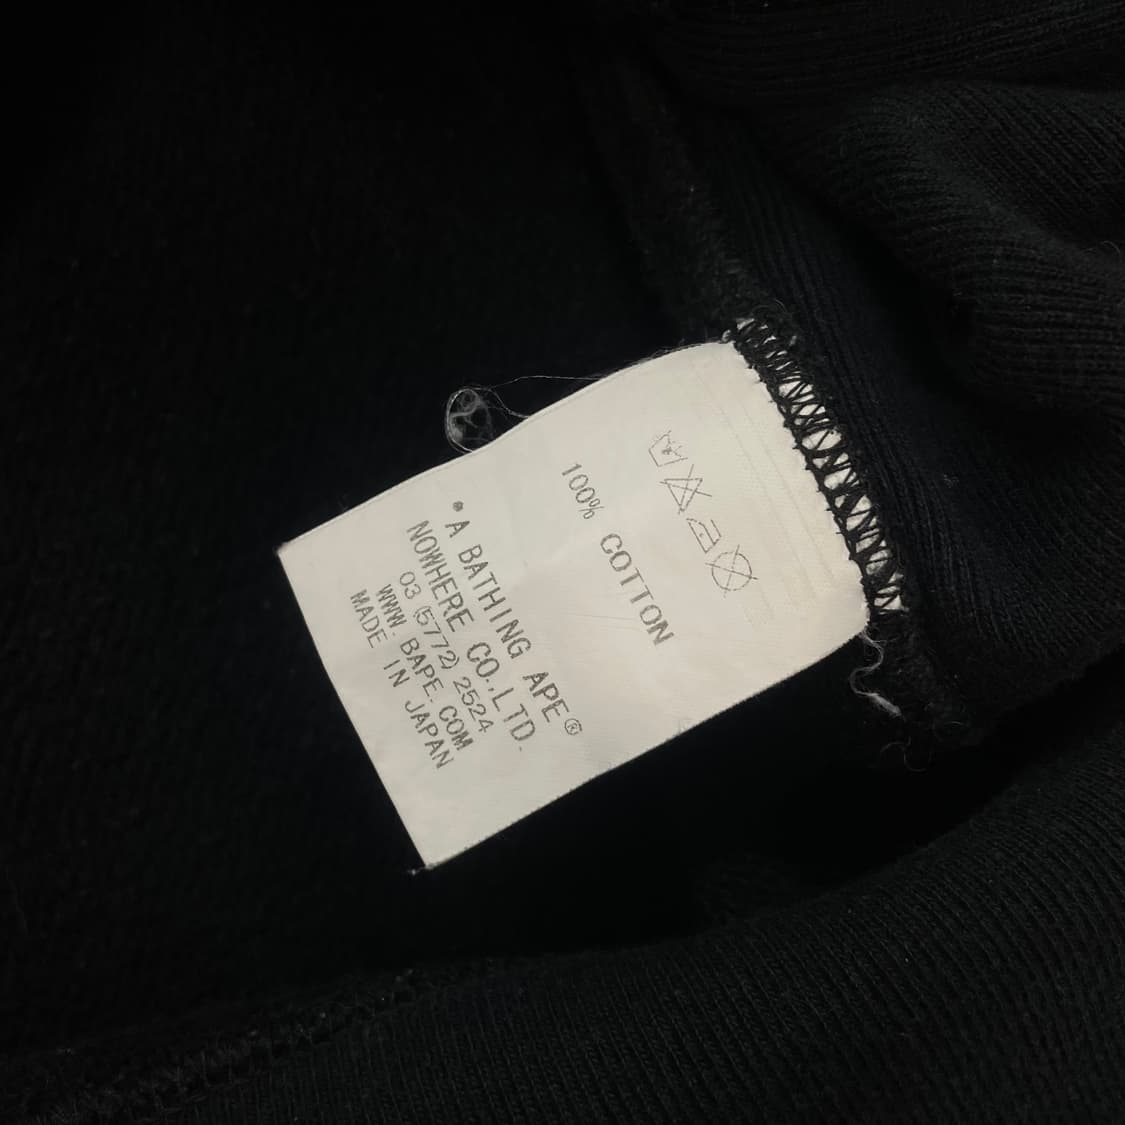 100% COTTON
• A BATHING APE®
NOWHERE CO.,LTD.
03 (5772) 2524
WWW. BAPE. COM
MADE IN JAPAN